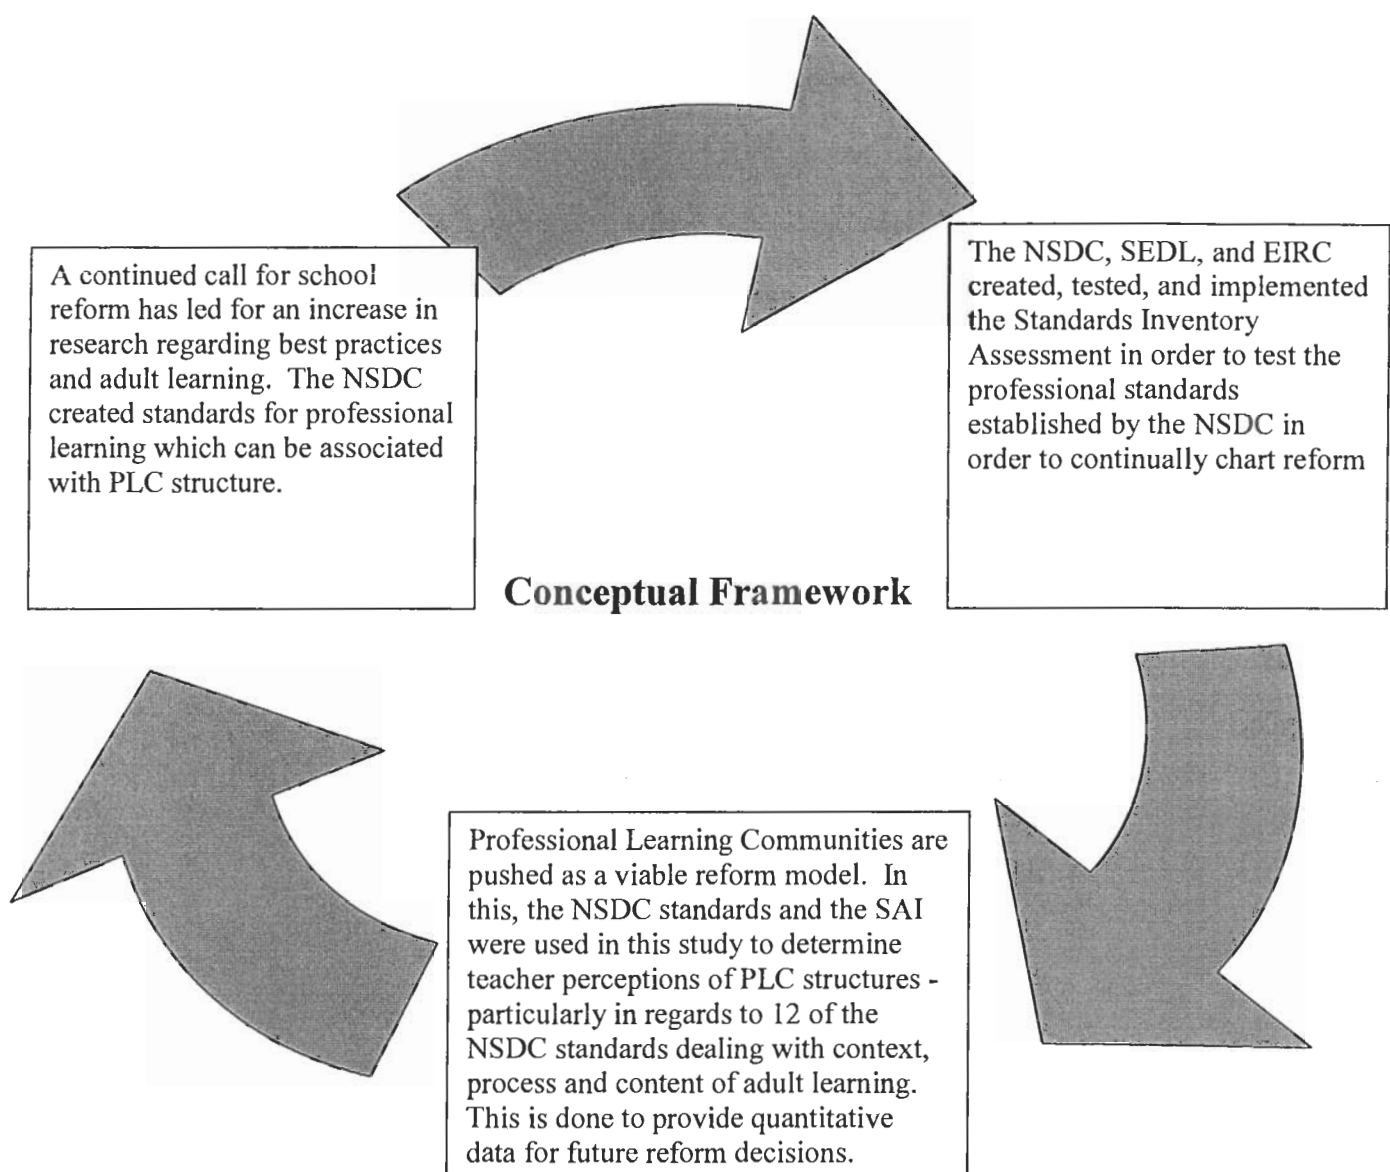 A continued call for school
reform has led for an increase in
research regarding best practices
and adult learning.  The NSDC
created standards for professional
learning which can be associated
with PLC structure.
The NSDC, SEDL, and EIRC
created, tested, and implemented
the Standards Inventory
Assessment in order to test the
professional standards
established by the NSDC in
order to continually chart reform
Conceptual Framework
Professional Learning Communities are
pushed as a viable reform model.  In
this, the NSDC standards and the SAI
were used in this study to determine
teacher perceptions of PLC structures -
particularly in regards to 12 of the
NSDC standards dealing with context,
process and content of adult learning.
This is done to provide quantitative
data for future reform decisions.